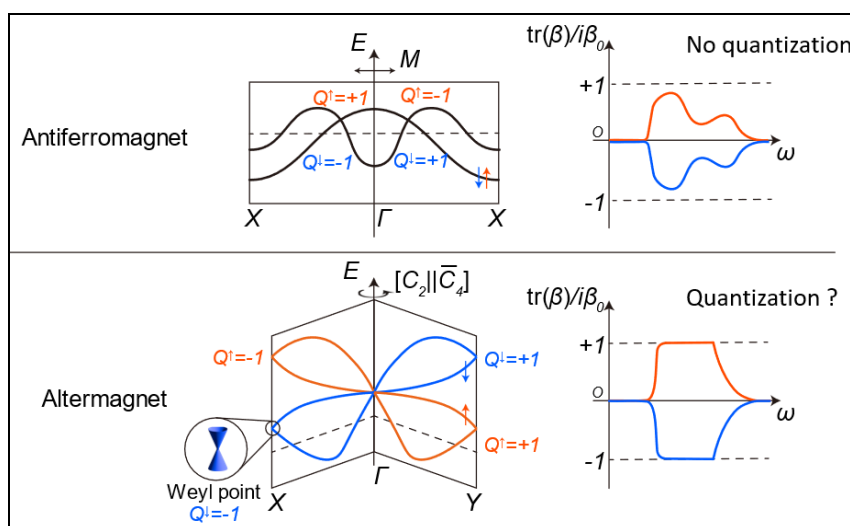 Antiferromagnet
E
M
Q↑=+1 Q↑=-1
Q↓=-1 Q↓=+1
X Γ X
tr(β)/iβ₀
No quantization
+1
O
ω
-1
Altermagnet
E
[C₂||C̅₄]
Q↑=-1 Q↓=+1
Q↑=+1
Weyl point
Q↓=-1
X Γ Y
tr(β)/iβ₀
Quantization ?
+1
O
ω
-1